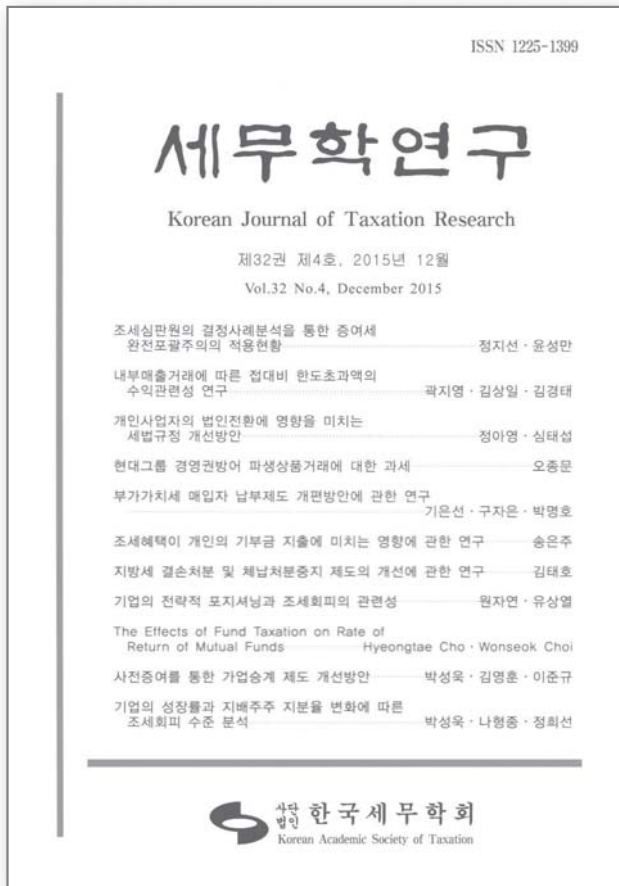 ISSN 1225-1399
세무학연구
Korean Journal of Taxation Research
제32권 제4호, 2015년 12월
Vol.32 No.4, December 2015
조세심판원의 결정사례분석을 통한 증여세
완전포괄주의의 적용현황 정지선·윤성만
내부매출거래에 따른 접대비 한도초과액의
수익관련성 연구 곽지영·김상일·김경태
개인사업자의 법인전환에 영향을 미치는
세법규정 개선방안 정아영·심태섭
현대그룹 경영권방어 파생상품거래에 대한 과세 오종문
부가가치세 매입자 납부제도 개편방안에 관한 연구
기은선·구자은·박명호
조세혜택이 개인의 기부금 지출에 미치는 영향에 관한 연구 송은주
지방세 결손처분 및 체납처분중지 제도의 개선에 관한 연구 김태호
기업의 전략적 포지셔닝과 조세회피의 관련성 원자연·유상열
The Effects of Fund Taxation on Rate of
Return of Mutual Funds Hyeongtae Cho·Wonseok Choi
사전증여를 통한 가업승계 제도 개선방안 박성욱·김영훈·이준규
기업의 성장률과 지배주주 지분율 변화에 따른
조세회피 수준 분석 박성욱·나형종·정희선
사단법인 한국세무학회
Korean Academic Society of Taxation